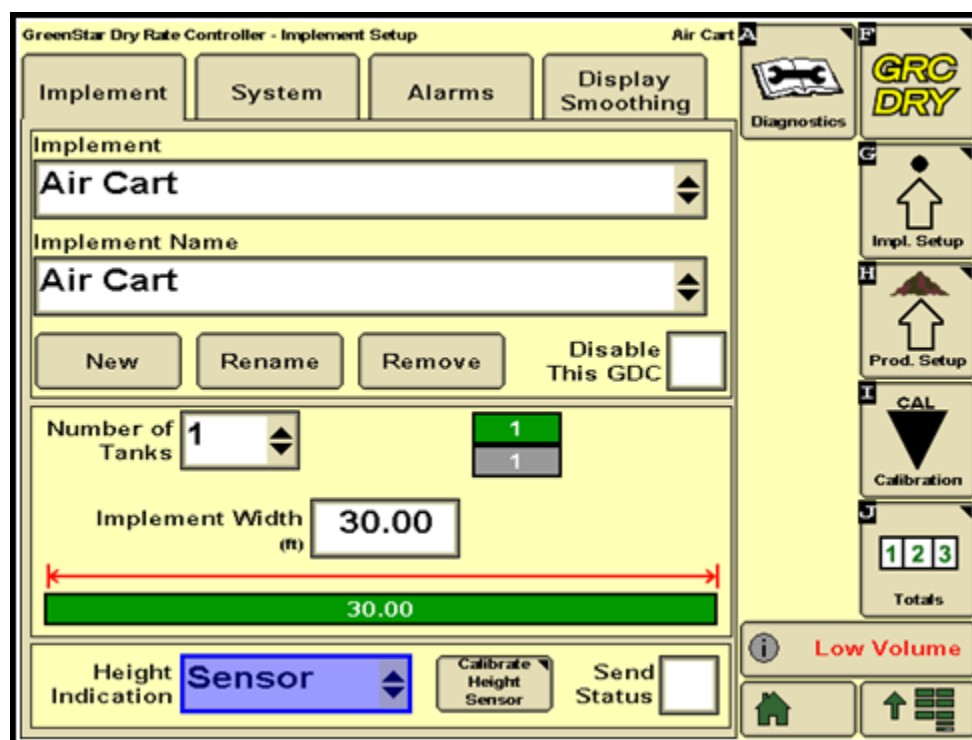 GreenStar Dry Rate Controller - Implement Setup
Air Cart
Implement
System
Alarms
Display
Smoothing
Implement
Air Cart
Implement Name
Air Cart
New
Rename
Remove
Disable
This GDC
Number of
Tanks
1
1
1
Implement Width
(ft)
30.00
30.00
Height
Indication
Sensor
Calibrate
Height
Sensor
Send
Status
A
Diagnostics
F
GRC
DRY
G
Impl. Setup
H
Prod. Setup
I
CAL
Calibration
J
1 2 3
Totals
i
Low Volume